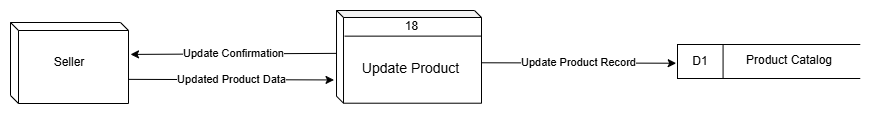 18
Seller
Update Confirmation
Updated Product Data
Update Product
Update Product Record
D1
Product Catalog